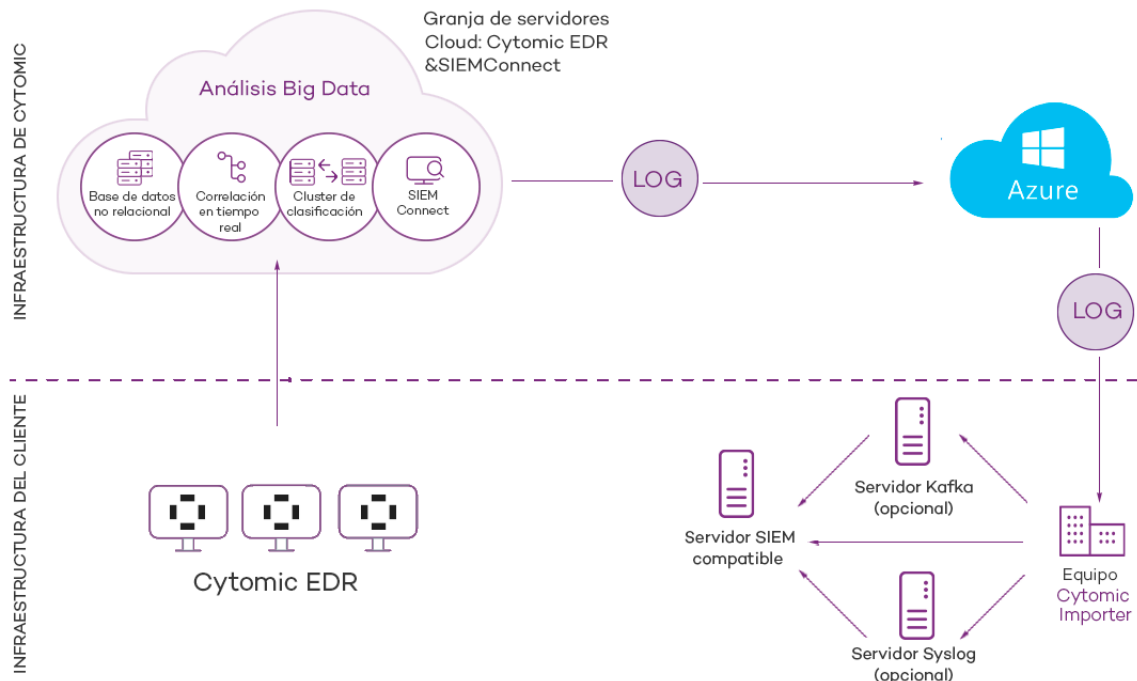 INFRAESTRUCTURA DE CYTOMIC
Granja de servidores
Cloud: Cytomic EDR
&SIEMConnect
Análisis Big Data
Base de datos
no relacional
Correlación
en tiempo
real
Cluster de
clasificación
SIEM
Connect
LOG
Azure
LOG
INFRAESTRUCTURA DEL CLIENTE
Cytomic EDR
Servidor Kafka
(opcional)
Servidor SIEM
compatible
Equipo
Cytomic
Importer
Servidor Syslog
(opcional)